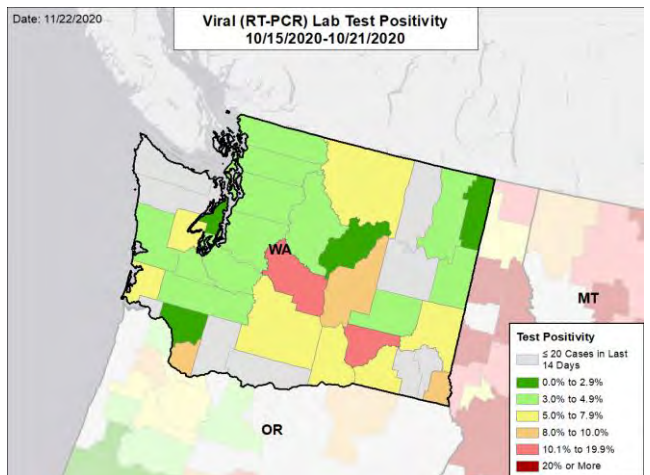 Date: 11/22/2020
Viral (RT-PCR) Lab Test Positivity
10/15/2020-10/21/2020
WA
MT
OR
Test Positivity
≤ 20 Cases in Last
14 Days
0.0% to 2.9%
3.0% to 4.9%
5.0% to 7.9%
8.0% to 10.0%
10.1% to 19.9%
20% or More